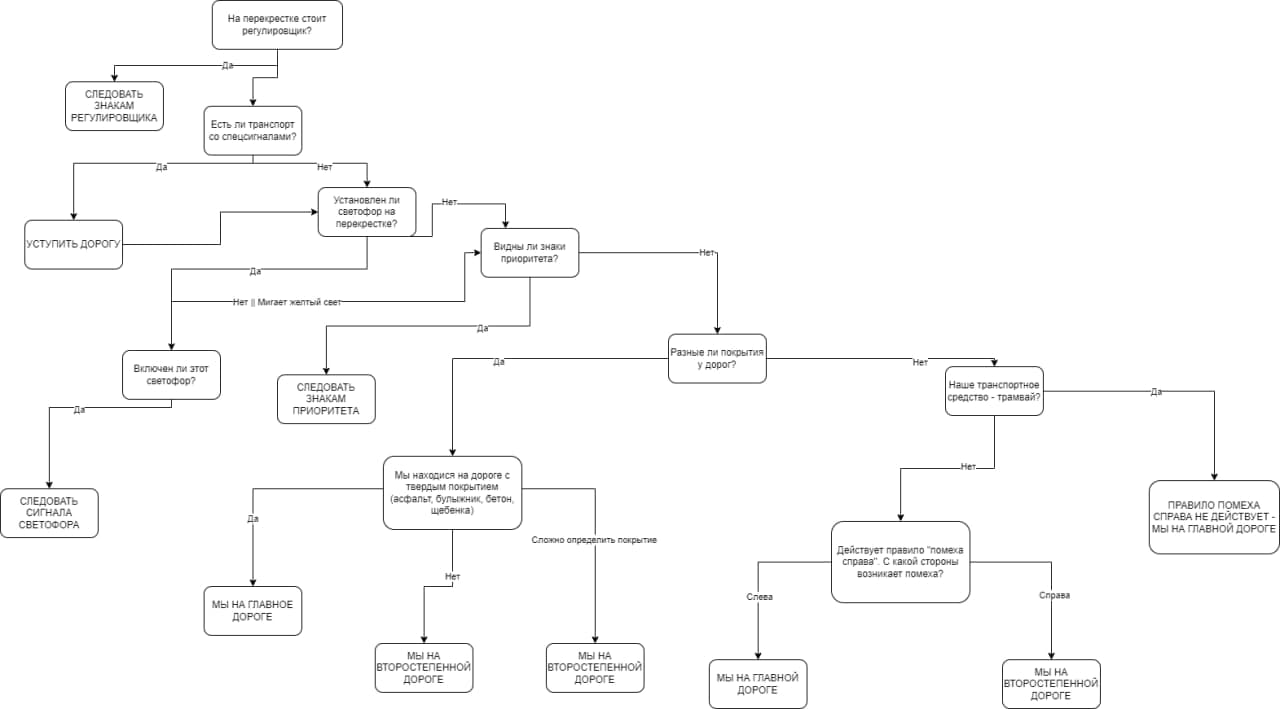 На перекрестке стоит
регулировщик?
Да
СЛЕДОВАТЬ
ЗНАКАМ
РЕГУЛИРОВЩИКА
Есть ли транспорт
со спецсигналами?
Да
Нет
УСТУПИТЬ ДОРОГУ
Установлен ли
светофор на
перекрестке?
Нет
Да
Видны ли знаки
приоритета?
Нет
Нет || Мигает желтый свет
Да
Включен ли этот
светофор?
Да
СЛЕДОВАТЬ
СИГНАЛА
СВЕТОФОРА
СЛЕДОВАТЬ
ЗНАКАМ
ПРИОРИТЕТА
Разные ли покрытия
у дорог?
Да
Нет
Наше транспортное
средство - трамвай?
Да
Нет
ПРАВИЛО ПОМЕХА
СПРАВА НЕ ДЕЙСТВУЕТ -
МЫ НА ГЛАВНОЙ ДОРОГЕ
Мы находися на дороге с
твердым покрытием
(асфальт, булыжник, бетон,
щебенка)
Да
Нет
Сложно определить покрытие
МЫ НА ГЛАВНОЕ
ДОРОГЕ
МЫ НА
ВТОРОСТЕПЕННОЙ
ДОРОГЕ
МЫ НА
ВТОРОСТЕПЕННОЙ
ДОРОГЕ
Действует правило "помеха
справа". С какой стороны
возникает помеха?
Слева
Справа
МЫ НА ГЛАВНОЙ
ДОРОГЕ
МЫ НА
ВТОРОСТЕПЕННОЙ
ДОРОГЕ